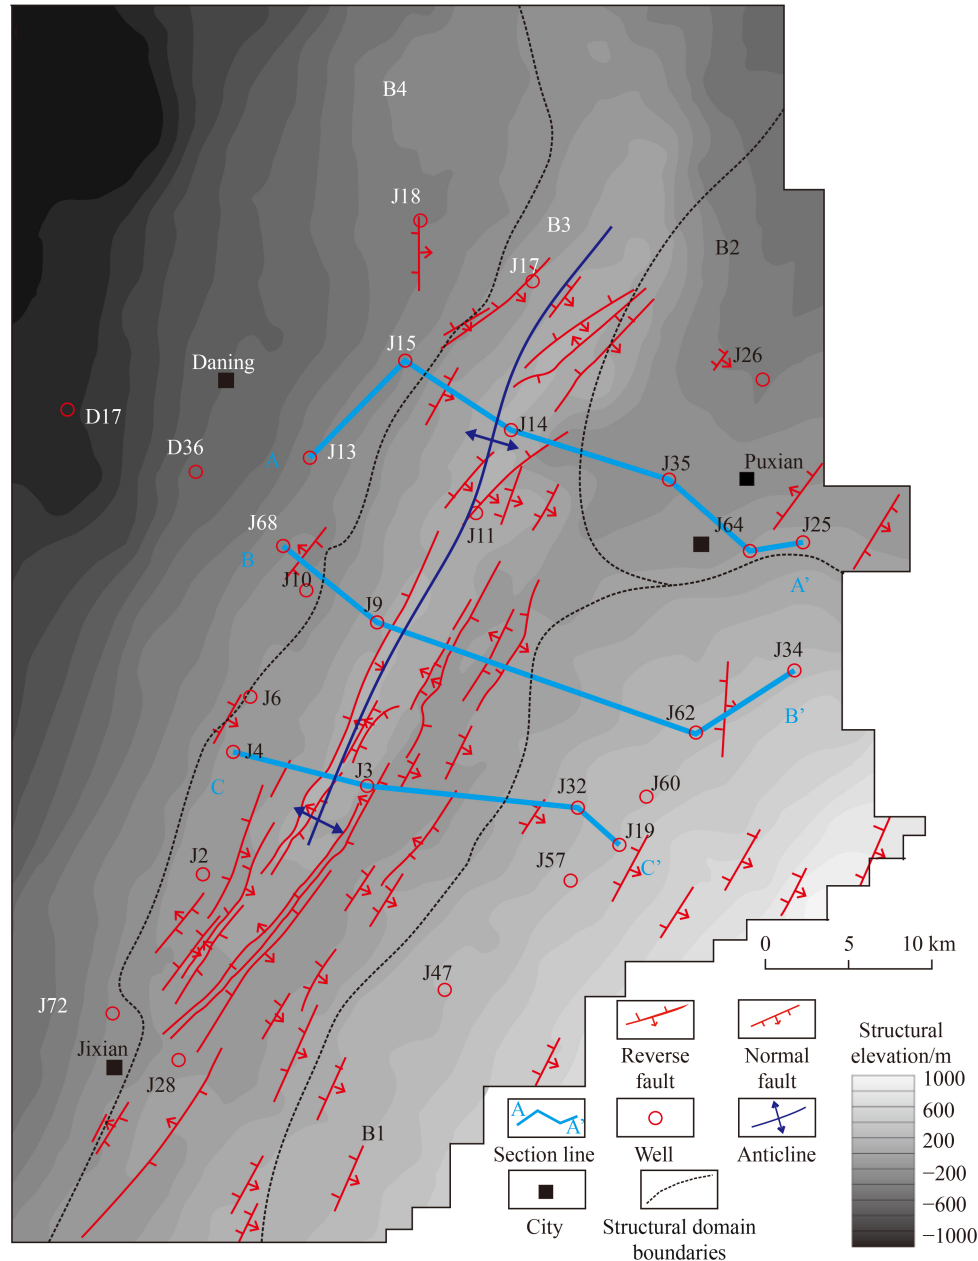 B4
J18
B3
B2
J17
J15
J26
Daning
D17
J14
D36
A
J13
J35
Puxian
J68
J64
J25
J11
B
J10
A’
J9
J34
J6
J62
B’
J4
C
J3
J32
J60
J19
J2
J57
C’
0 5 10 km
J47
J72
Jixian
J28
B1
Reverse
fault
Normal
fault
A A’
Section line
Well
Anticline
City
Structural domain
boundaries
Structural
elevation/m
1000
600
200
−200
−600
−1000